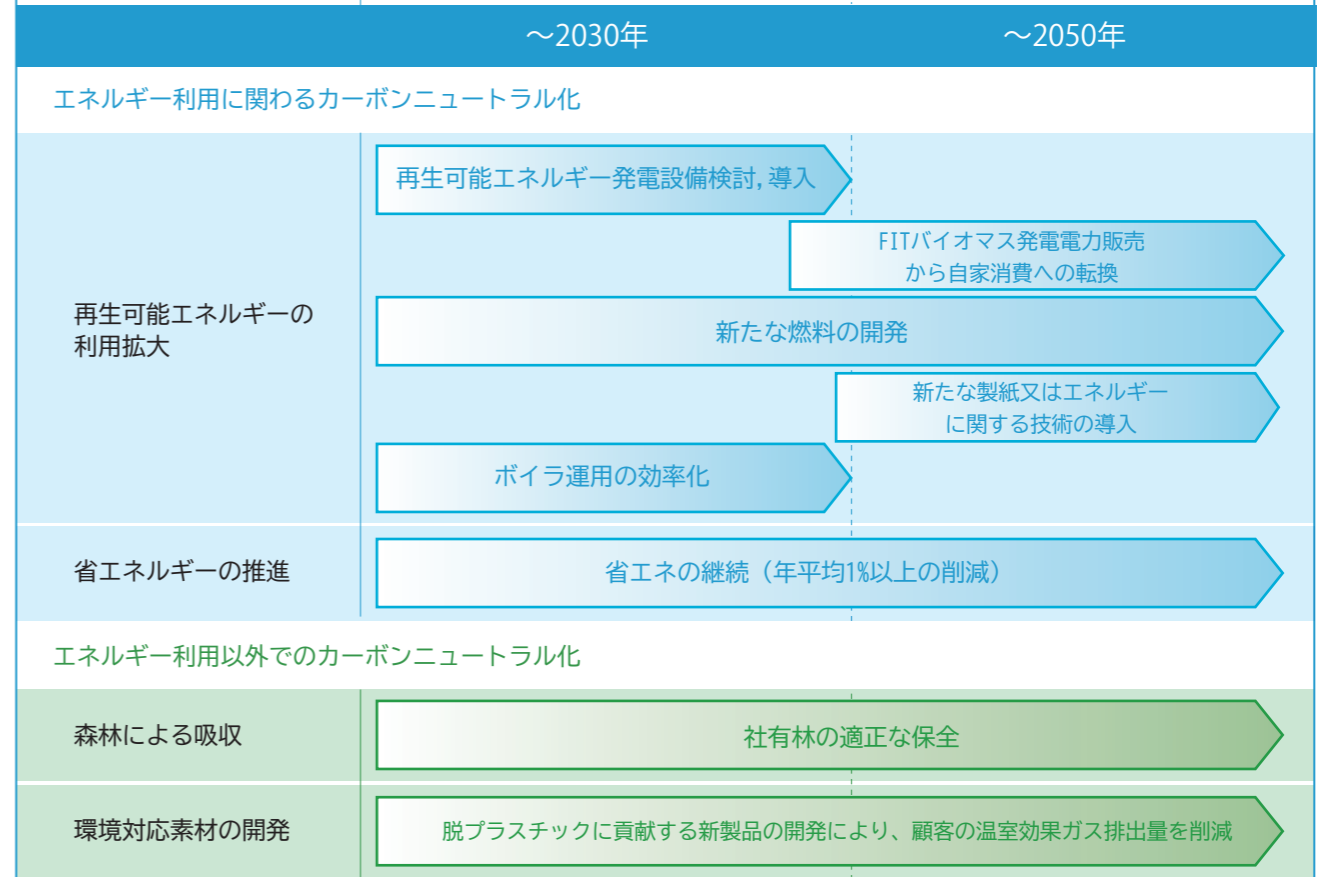 ～2030年
～2050年
エネルギー利用に関わるカーボンニュートラル化
再生可能エネルギーの
利用拡大
再生可能エネルギー発電設備検討,導入
FITバイオマス発電電力販売
から自家消費への転換
新たな燃料の開発
新たな製紙又はエネルギー
に関する技術の導入
ボイラ運用の効率化
省エネルギーの推進
省エネの継続（年平均1%以上の削減）
エネルギー利用以外でのカーボンニュートラル化
森林による吸収
社有林の適正な保全
環境対応素材の開発
脱プラスチックに貢献する新製品の開発により、顧客の温室効果ガス排出量を削減